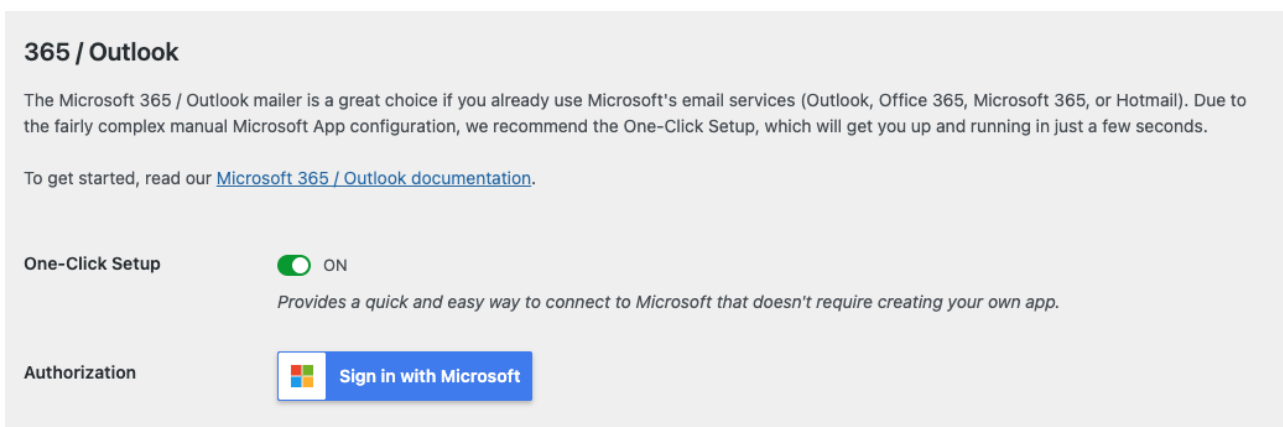 365 / Outlook
The Microsoft 365 / Outlook mailer is a great choice if you already use Microsoft's email services (Outlook, Office 365, Microsoft 365, or Hotmail). Due to
the fairly complex manual Microsoft App configuration, we recommend the One-Click Setup, which will get you up and running in just a few seconds.
To get started, read our Microsoft 365 / Outlook documentation.
One-Click Setup
ON
Provides a quick and easy way to connect to Microsoft that doesn't require creating your own app.
Authorization
Sign in with Microsoft